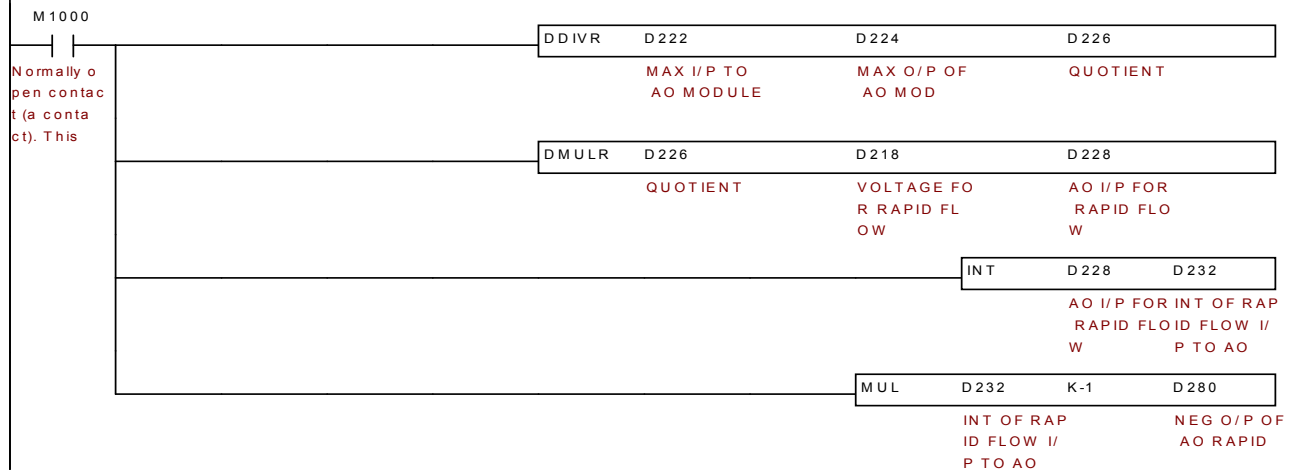 M1000
DDIVR D222 D224 D226
Normally o
pen contac
t (a conta
ct). This
MAX I/P TO
AO MODULE
MAX O/P OF
AO MOD
QUOTIENT
DMULR D226 D218 D228
QUOTIENT
VOLTAGE FO
R RAPID FL
OW
AO I/P FOR
RAPID FLO
W
INT D228 D232
AO I/P FOR
RAPID FLO
W
INT OF RAP
ID FLOW I/
P TO AO
MUL D232 K-1 D280
INT OF RAP
ID FLOW I/
P TO AO
NEG O/P OF
AO RAPID